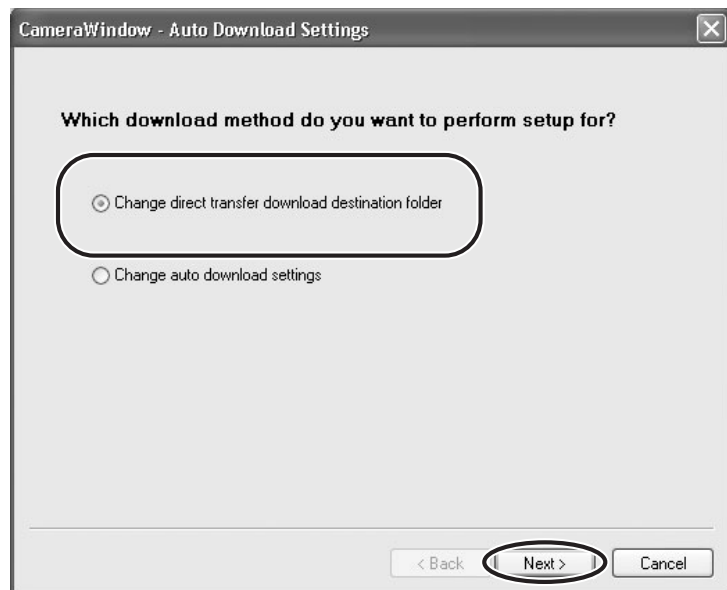 CameraWindow - Auto Download Settings
Which download method do you want to perform setup for?
Change direct transfer download destination folder
Change auto download settings
< Back Next > Cancel